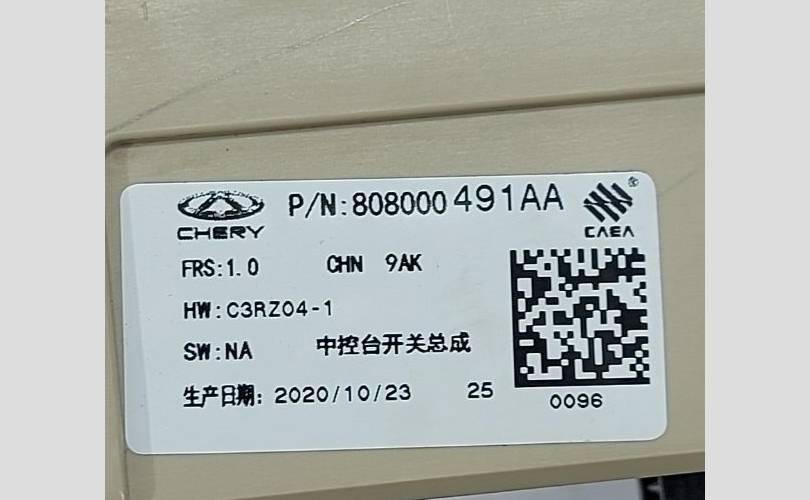 CHERY
P/N:808000491AA
CAEA
FRS:1.0 CHN 9AK
HW:C3RZ04-1
SW:NA 中控台开关总成
生产日期: 2020/10/23 25
0096